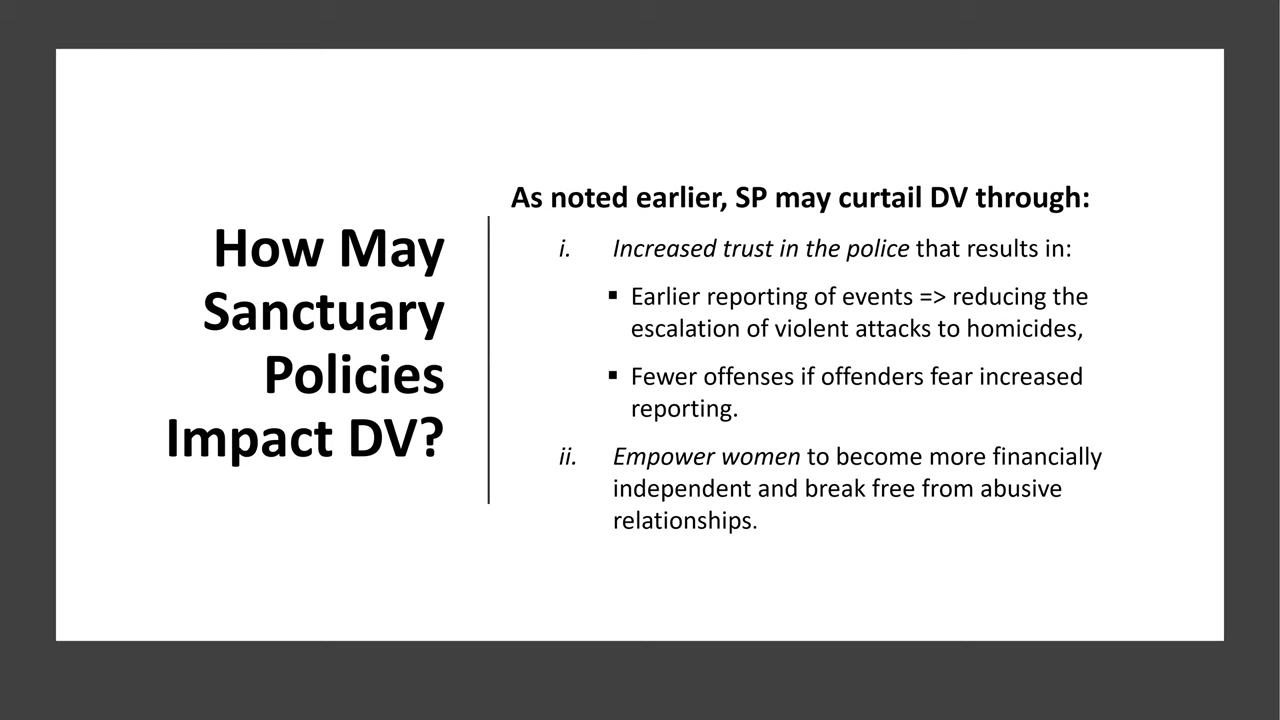 How May
Sanctuary
Policies
Impact DV?
As noted earlier, SP may curtail DV through:
i. Increased trust in the police that results in:
▪ Earlier reporting of events => reducing the
escalation of violent attacks to homicides,
▪ Fewer offenses if offenders fear increased
reporting.
ii. Empower women to become more financially
independent and break free from abusive
relationships.